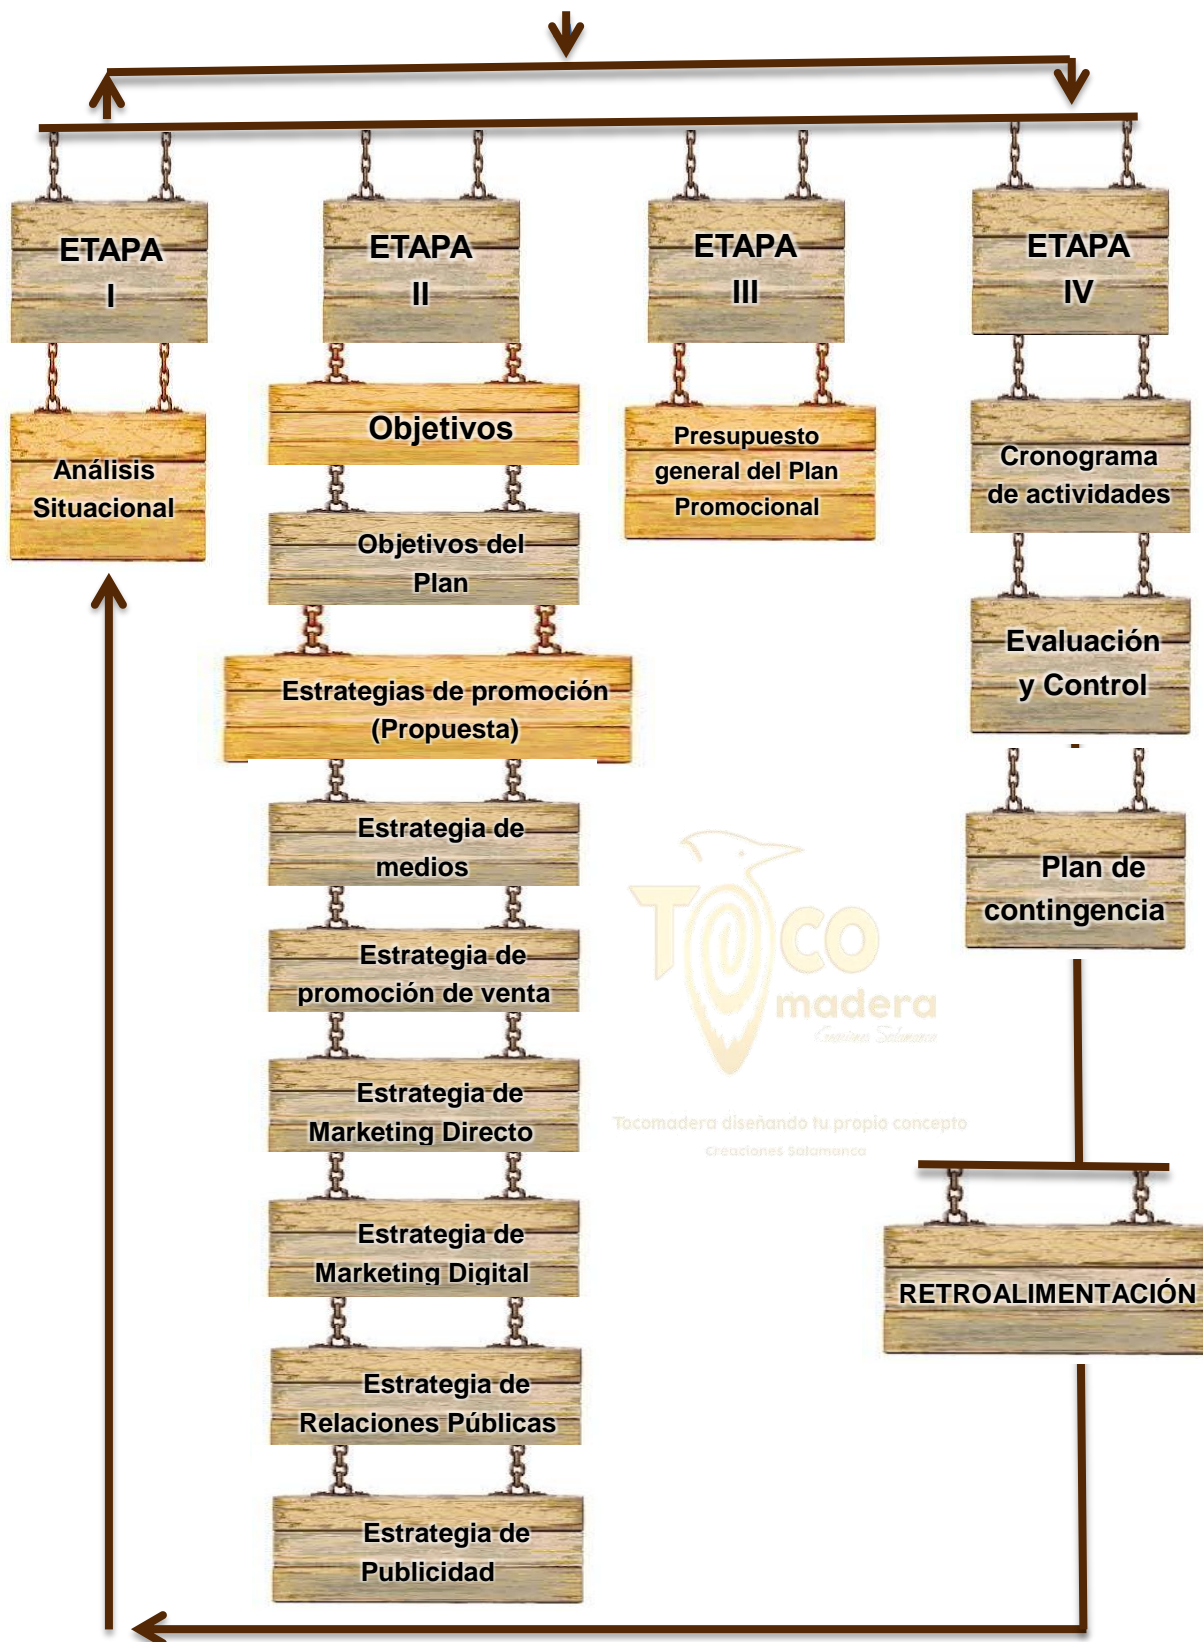 ETAPA
I
Análisis
Situacional
ETAPA
II
Objetivos
Objetivos del
Plan
Estrategias de promoción
(Propuesta)
Estrategia de
medios
Estrategia de
promoción de venta
Estrategia de
Marketing Directo
Estrategia de
Marketing Digital
Estrategia de
Relaciones Públicas
Estrategia de
Publicidad
ETAPA
III
Presupuesto
general del Plan
Promocional
ETAPA
IV
Cronograma
de actividades
Evaluación
y Control
Plan de
contingencia
RETROALIMENTACIÓN
Toco
madera
Creaciones Salamanca
Tocomadera diseñando tu propio concepto
Creaciones Salamanca